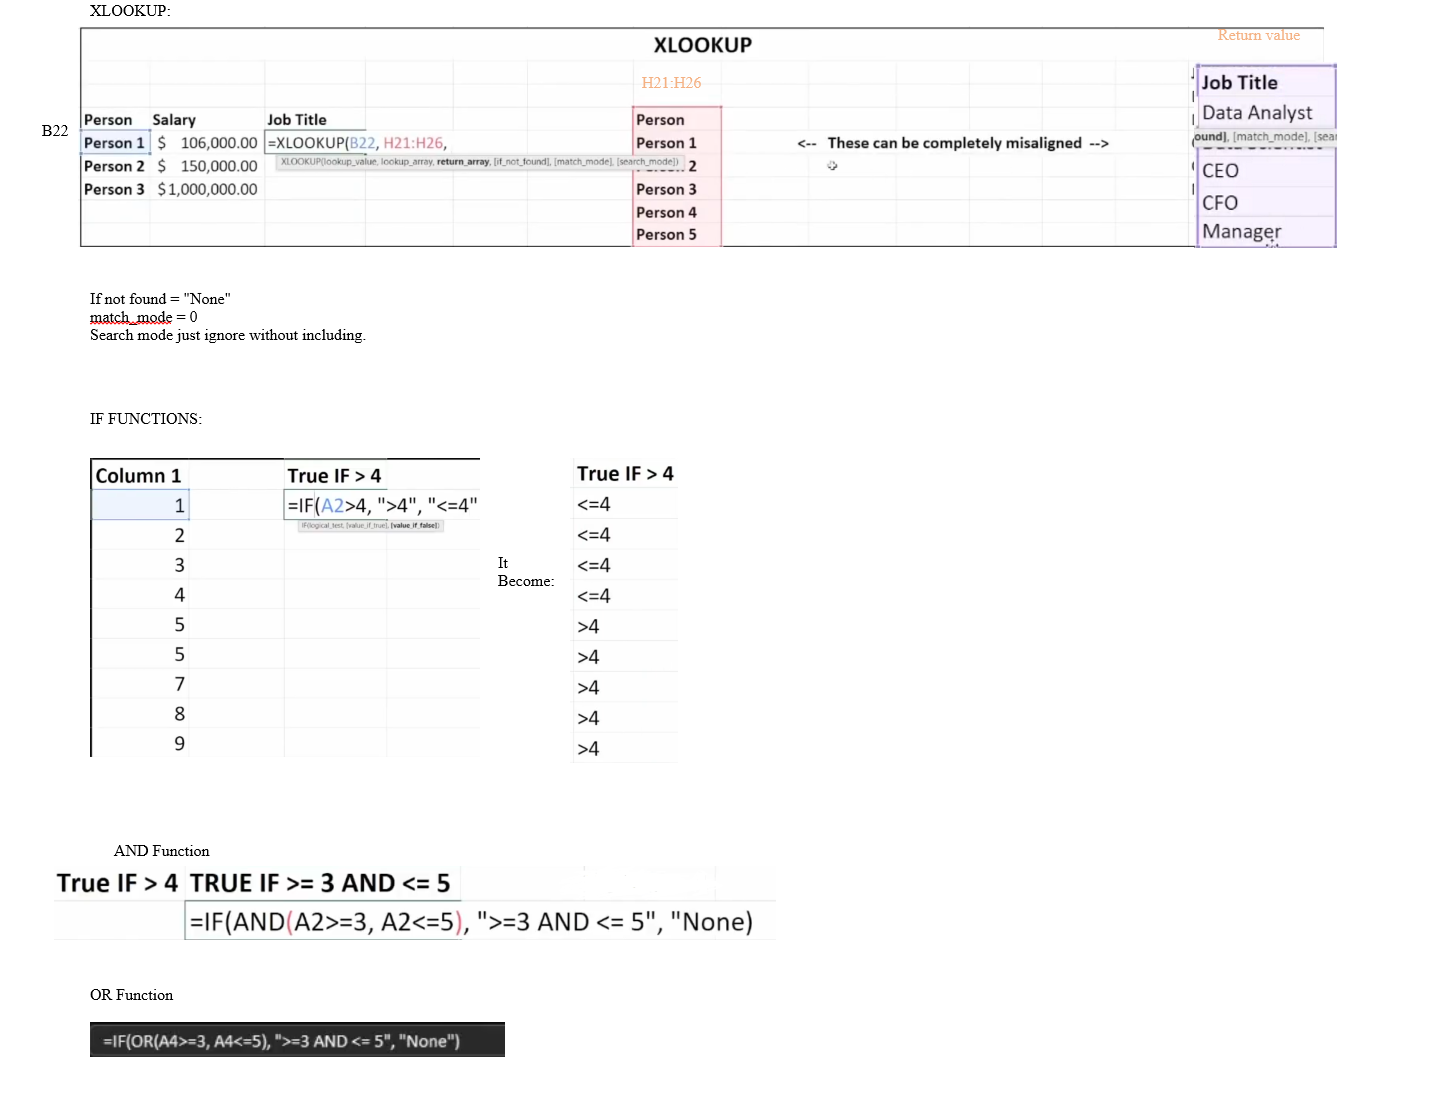 XLOOKUP:
XLOOKUP
Return value
H21:H26
Job Title
Data Analyst
B22
Person Salary Job Title
Person 1 $ 106,000.00 =XLOOKUP(B22, H21:H26,
XLOOKUP(lookup_value, lookup_array, return_array, [if_not_found], [match_mode], [search_mode])
Person 2 $ 150,000.00
Person 3 $1,000,000.00
Person
Person 1
2
Person 3
Person 4
Person 5
<-- These can be completely misaligned -->
ound], [match_mode], [sear
CEO
CFO
Manager
If not found = "None"
match_mode = 0
Search mode just ignore without including.
IF FUNCTIONS:
Column 1 True IF > 4
1 =IF(A2>4, ">4", "<=4"
IF(logical_test, [value_if_true], [value_if_false])
2
3
4
5
5
7
8
9
It
Become:
True IF > 4
<=4
<=4
<=4
<=4
>4
>4
>4
>4
>4
AND Function
True IF > 4 TRUE IF >= 3 AND <= 5
=IF(AND(A2>=3, A2<=5), ">=3 AND <= 5", "None)
OR Function
=IF(OR(A4>=3, A4<=5), ">=3 AND <= 5", "None")